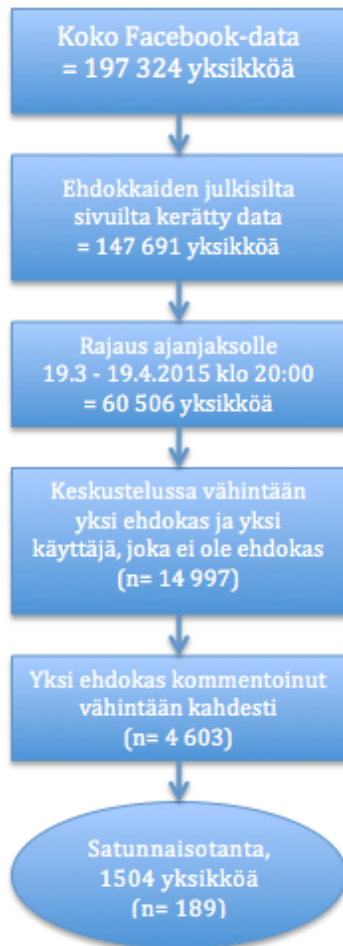 Koko Facebook-data
= 197 324 yksikköä
Ehdokkaiden julkisilta
sivuilta kerätty data
= 147 691 yksikköä
Rajaus ajanjaksolle
19.3 - 19.4.2015 klo 20:00
= 60 506 yksikköä
Keskustelussa vähintään
yksi ehdokas ja yksi
käyttäjä, joka ei ole ehdokas
(n= 14 997)
Yksi ehdokas kommentoinut
vähintään kahdesti
(n= 4 603)
Satunnaisotanta,
1504 yksikköä
(n= 189)